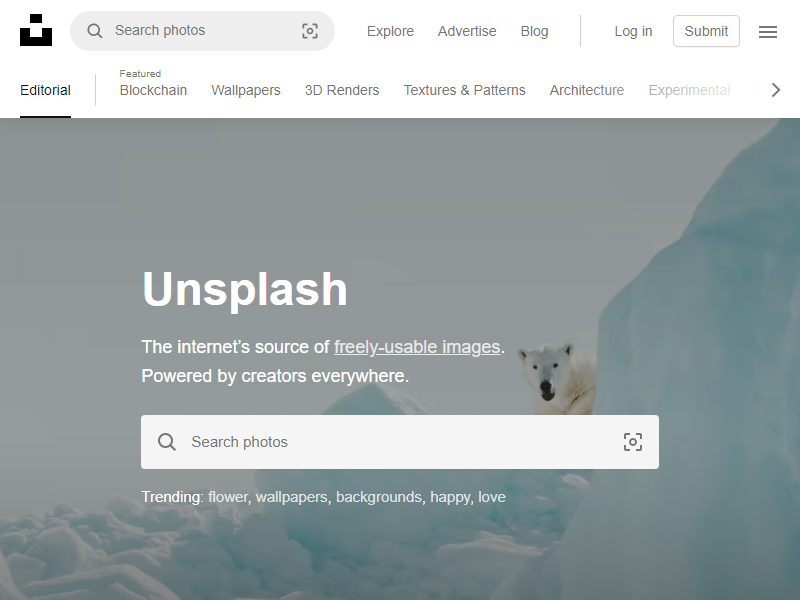 Search photos
Explore
Advertise
Blog
Log in
Submit
Editorial
Featured
Blockchain
Wallpapers
3D Renders
Textures & Patterns
Architecture
Experimental
Unsplash
The internet’s source of freely-usable images.
Powered by creators everywhere.
Search photos
Trending: flower, wallpapers, backgrounds, happy, love